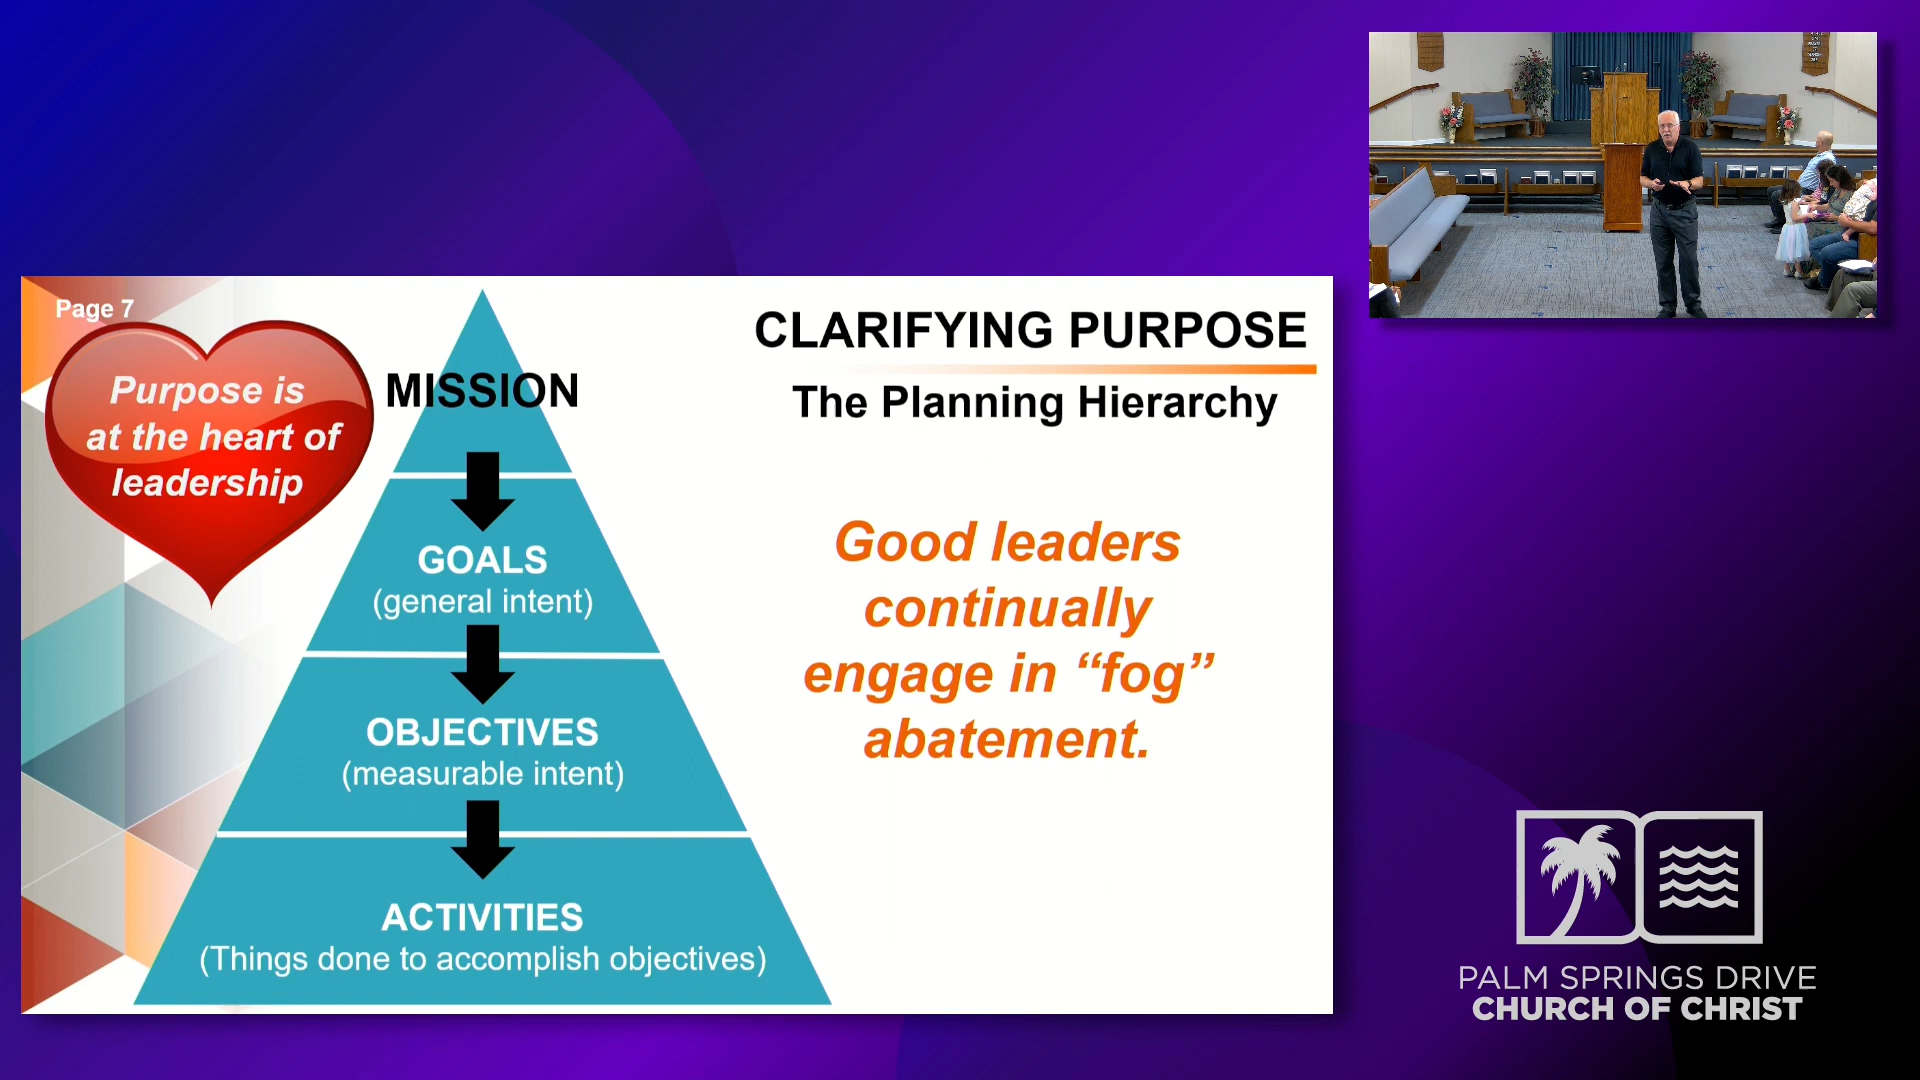 Page 7
Purpose is
at the heart of
leadership
MISSION
GOALS
(general intent)
OBJECTIVES
(measurable intent)
ACTIVITIES
(Things done to accomplish objectives)
CLARIFYING PURPOSE
The Planning Hierarchy
Good leaders
continually
engage in “fog”
abatement.
PALM SPRINGS DRIVE
CHURCH OF CHRIST